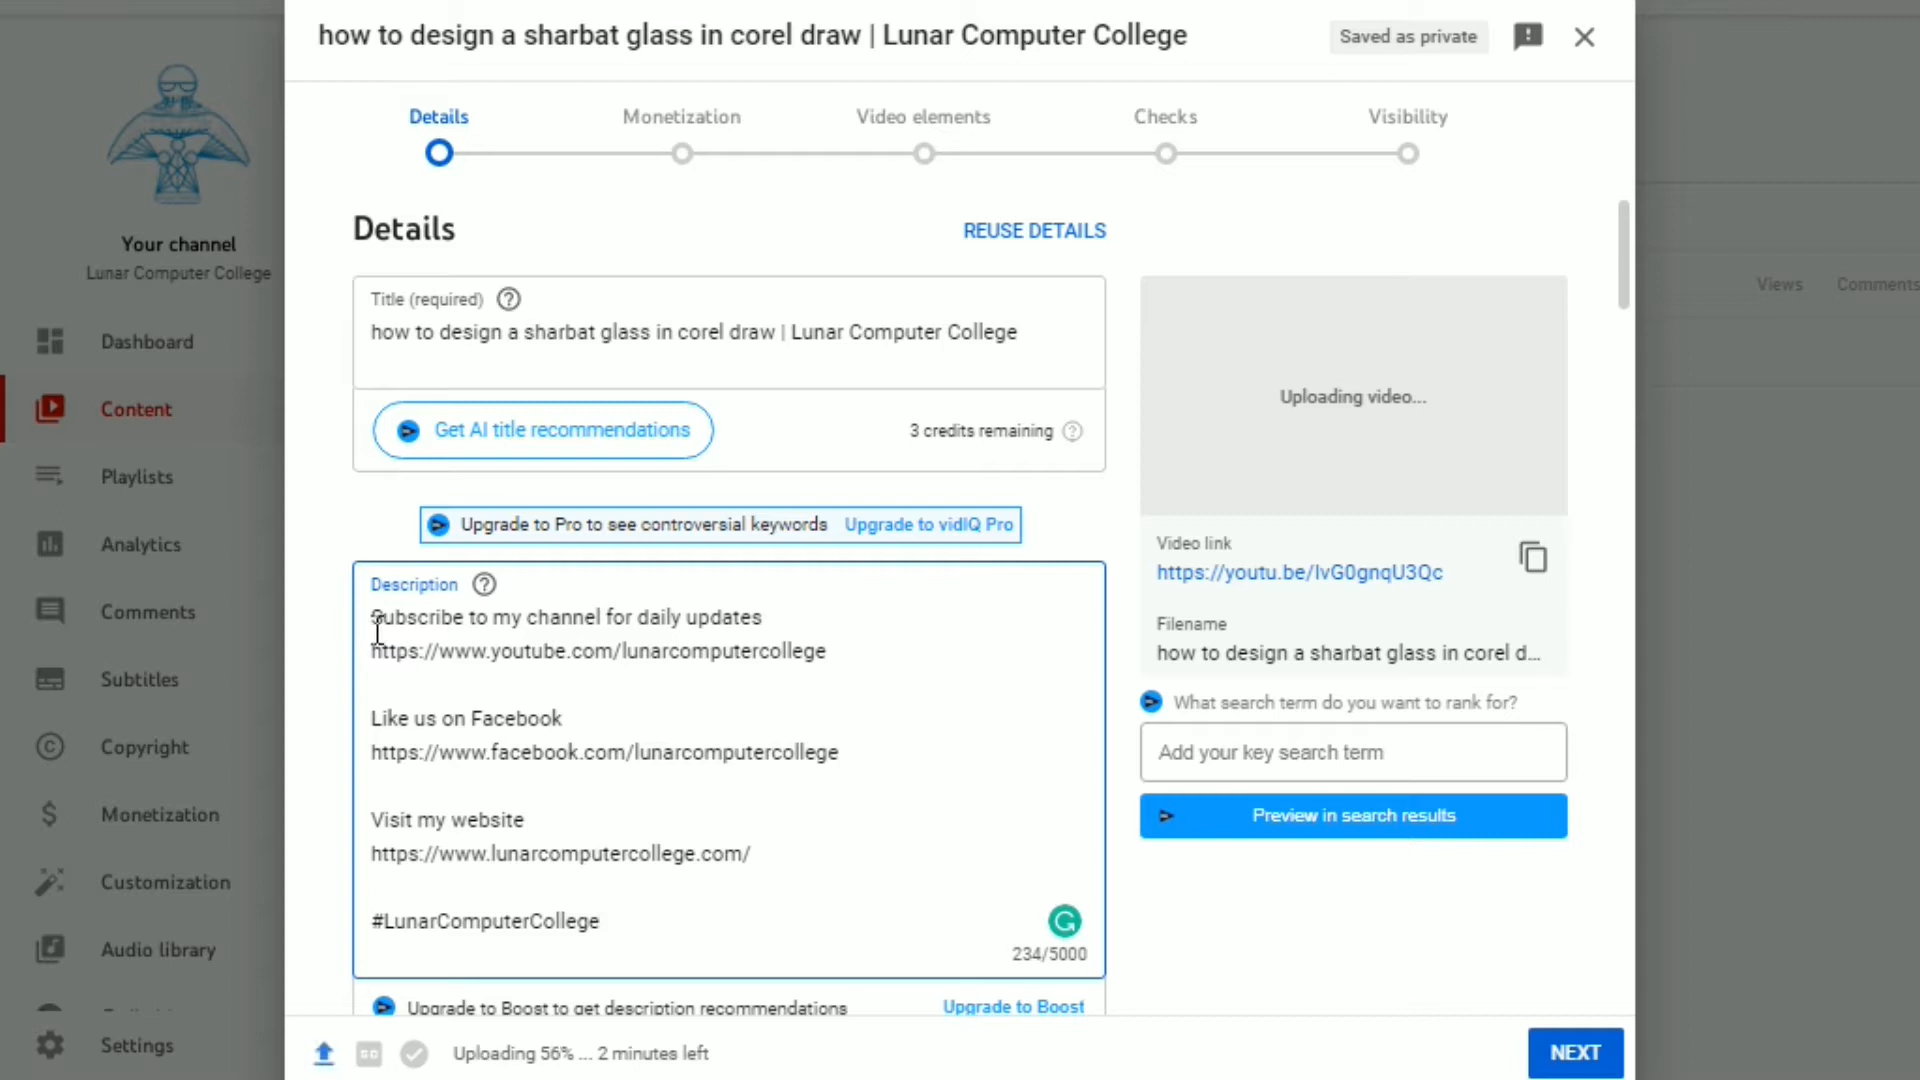 how to design a sharbat glass in corel draw | Lunar Computer College
Saved as private
Details
Monetization
Video elements
Checks
Visibility
Your channel
Lunar Computer College
Dashboard
Content
Playlists
Analytics
Comments
Subtitles
Copyright
Monetization
Customization
Audio library
Settings
Details
REUSE DETAILS
Title (required)
how to design a sharbat glass in corel draw | Lunar Computer College
Get AI title recommendations
3 credits remaining
Upgrade to Pro to see controversial keywords Upgrade to vidIQ Pro
Description
Subscribe to my channel for daily updates
https://www.youtube.com/lunarcomputercollege
Like us on Facebook
https://www.facebook.com/lunarcomputercollege
Visit my website
https://www.lunarcomputercollege.com/
#LunarComputerCollege
234/5000
Upgrade to Boost to get description recommendations
Upgrade to Boost
Uploading video...
Video link
https://youtu.be/IvG0gnqU3Qc
Filename
how to design a sharbat glass in corel d...
What search term do you want to rank for?
Add your key search term
Preview in search results
Views
Comments
Uploading 56% ... 2 minutes left
NEXT